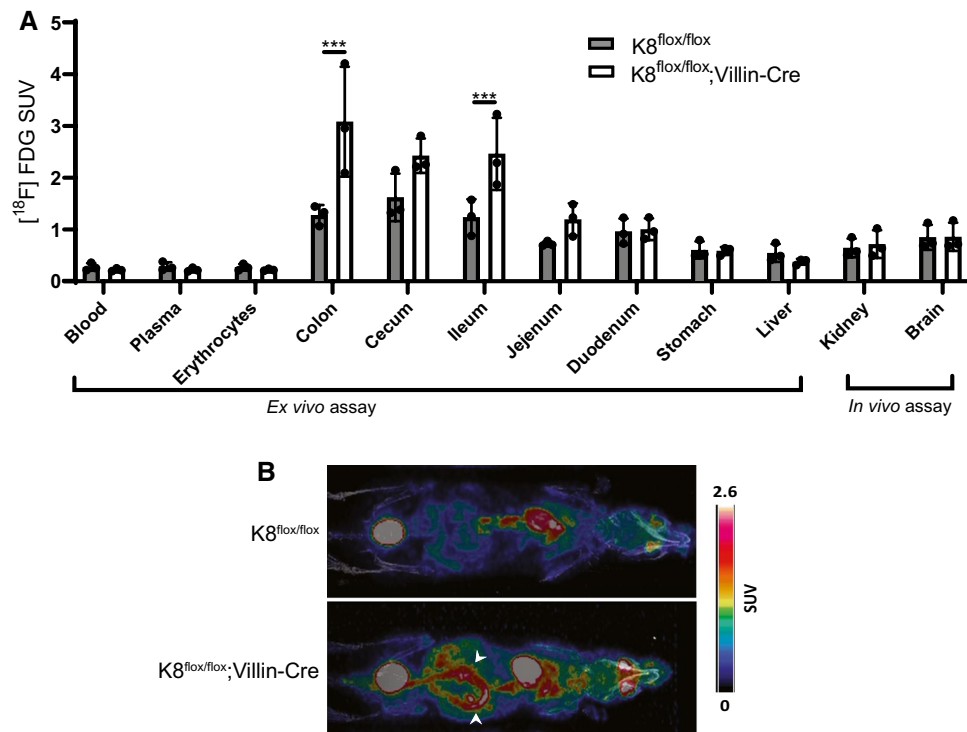 A
[18F] FDG SUV
5
4
3
2
1
0
***
***
K8flox/flox
K8flox/flox;Villin-Cre
Blood
Plasma
Erythrocytes
Colon
Cecum
Ileum
Jejenum
Duodenum
Stomach
Liver
Kidney
Brain
Ex vivo assay
In vivo assay
B
K8flox/flox
K8flox/flox;Villin-Cre
2.6
SUV
0